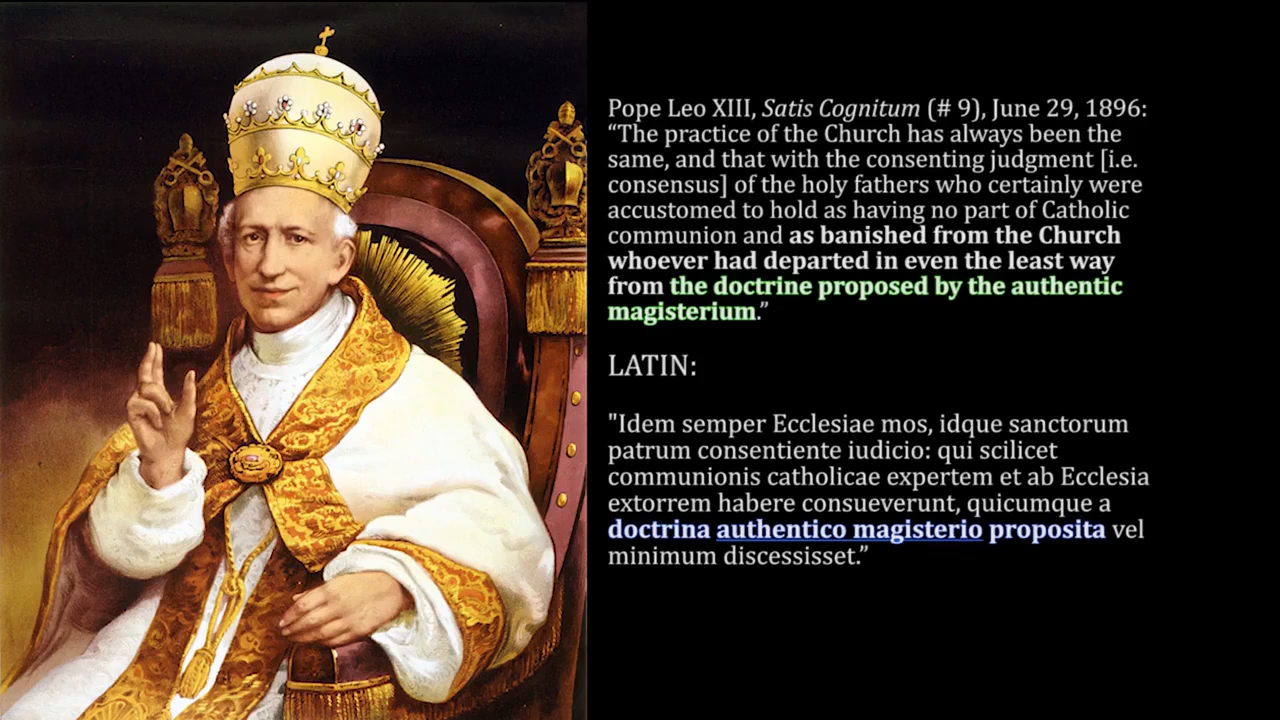 Pope Leo XIII, Satis Cognitum (# 9), June 29, 1896:
“The practice of the Church has always been the
same, and that with the consenting judgment [i.e.
consensus] of the holy fathers who certainly were
accustomed to hold as having no part of Catholic
communion and as banished from the Church
whoever had departed in even the least way
from the doctrine proposed by the authentic
magisterium.”
LATIN:
"Idem semper Ecclesiae mos, idque sanctorum
patrum consentiente iudicio: qui scilicet
communionis catholicae expertem et ab Ecclesia
extorrem habere consueverunt, quicumque a
doctrina authentico magisterio proposita vel
minimum discessisset.”